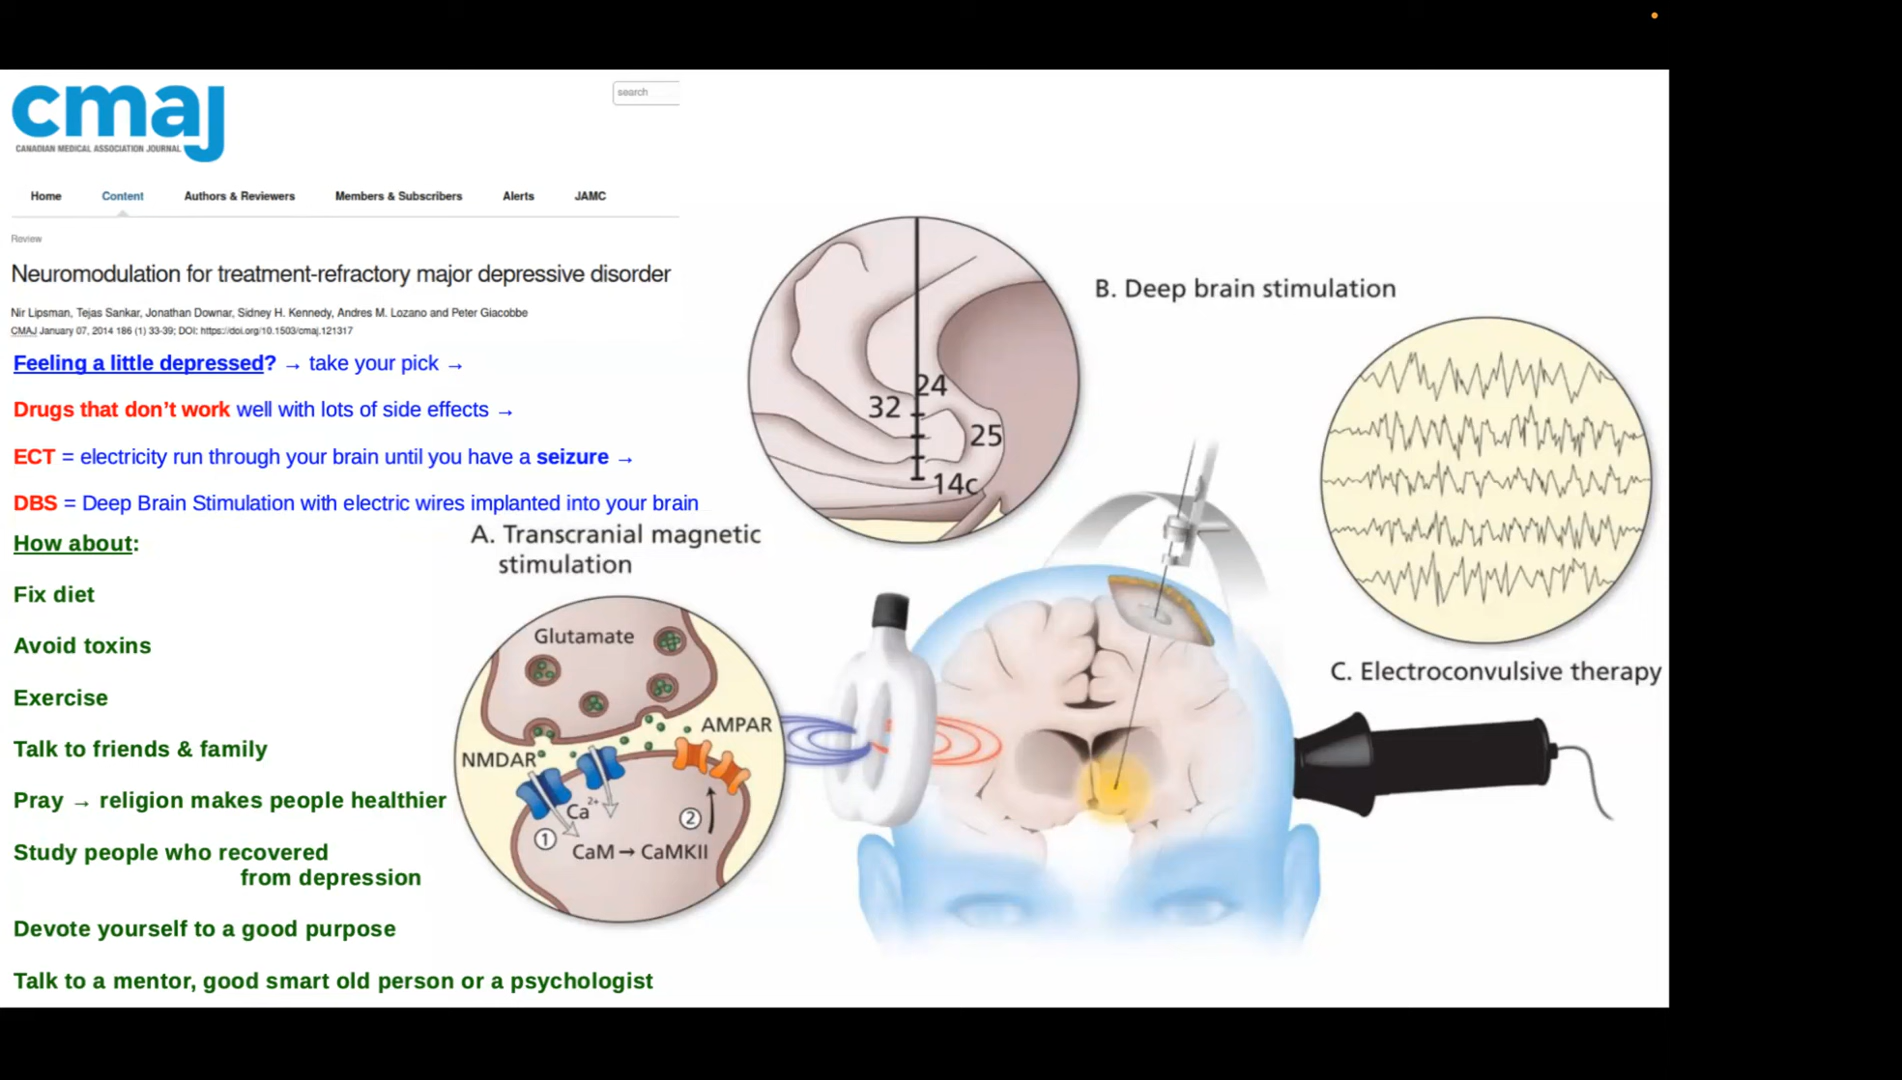 cmaj
CANADIAN MEDICAL ASSOCIATION JOURNAL
search
Home Content Authors & Reviewers Members & Subscribers Alerts JAMC
Review
Neuromodulation for treatment-refractory major depressive disorder
Nir Lipsman, Tejas Sankar, Jonathan Downar, Sidney H. Kennedy, Andres M. Lozano and Peter Giacobbe
CMAJ January 07, 2014 186 (1) 33-39; DOI: https://doi.org/10.1503/cmaj.121317
Feeling a little depressed? → take your pick →
Drugs that don't work well with lots of side effects →
ECT = electricity run through your brain until you have a seizure →
DBS = Deep Brain Stimulation with electric wires implanted into your brain
How about:
Fix diet
Avoid toxins
Exercise
Talk to friends & family
Pray → religion makes people healthier
Study people who recovered
from depression
Devote yourself to a good purpose
Talk to a mentor, good smart old person or a psychologist
A. Transcranial magnetic
stimulation
Glutamate
AMPAR
NMDAR
Ca2+
1
2
CaM → CaMKII
B. Deep brain stimulation
24
32
25
14c
C. Electroconvulsive therapy